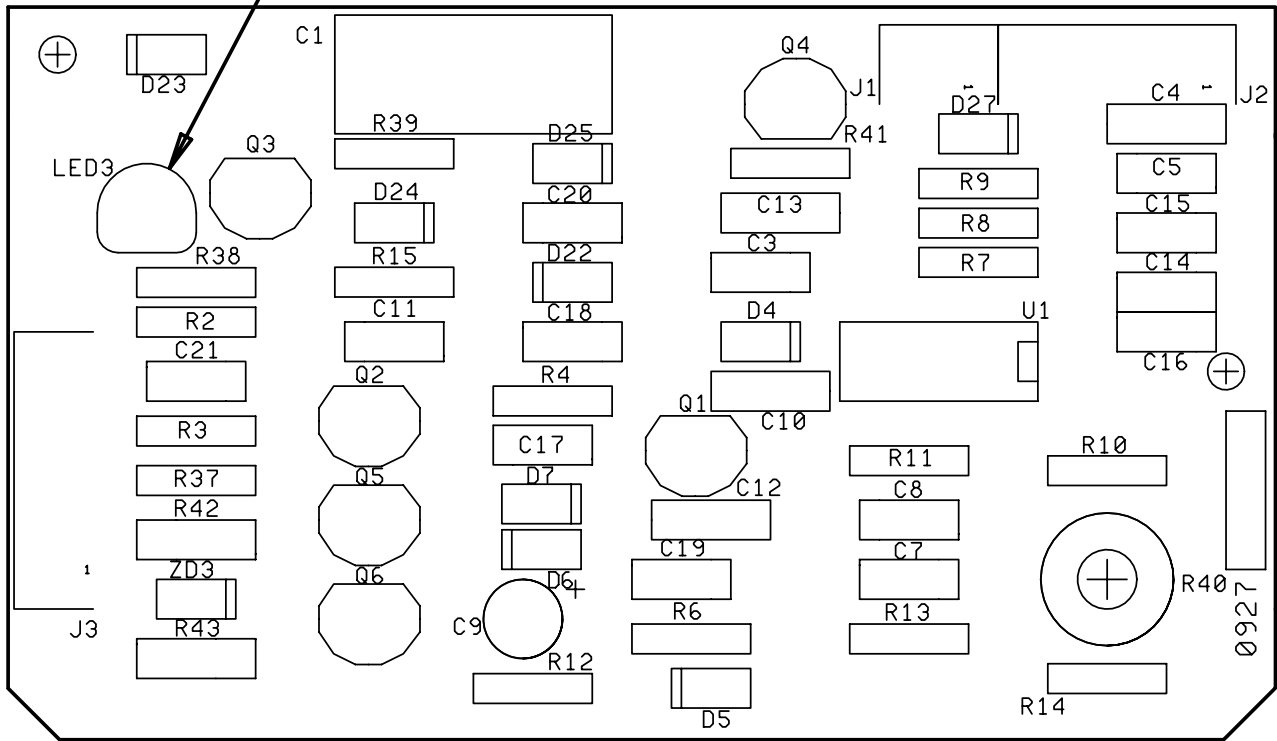 C1
Q4
D23
J1
1
1
J2
C4
D27
R39
D25
R41
Q3
LED3
C5
R9
D24
C20
C13
C15
R8
R38
R15
D22
C3
R7
C14
R2
C11
C18
D4
U1
C21
C16
Q2
R4
Q1
C10
R3
C17
R11
R10
R37
Q5
D7
C12
C8
R42
C19
C7
1
ZD3
Q6
D6
+
R40
0927
J3
R43
C9
R6
R13
R12
D5
R14